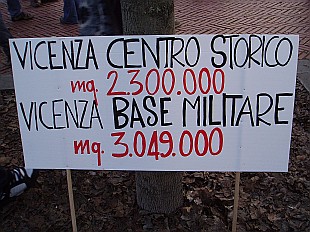 VICENZA CENTRO STORICO
mq. 2.300.000
VICENZA BASE MILITARE
mq. 3.049.000